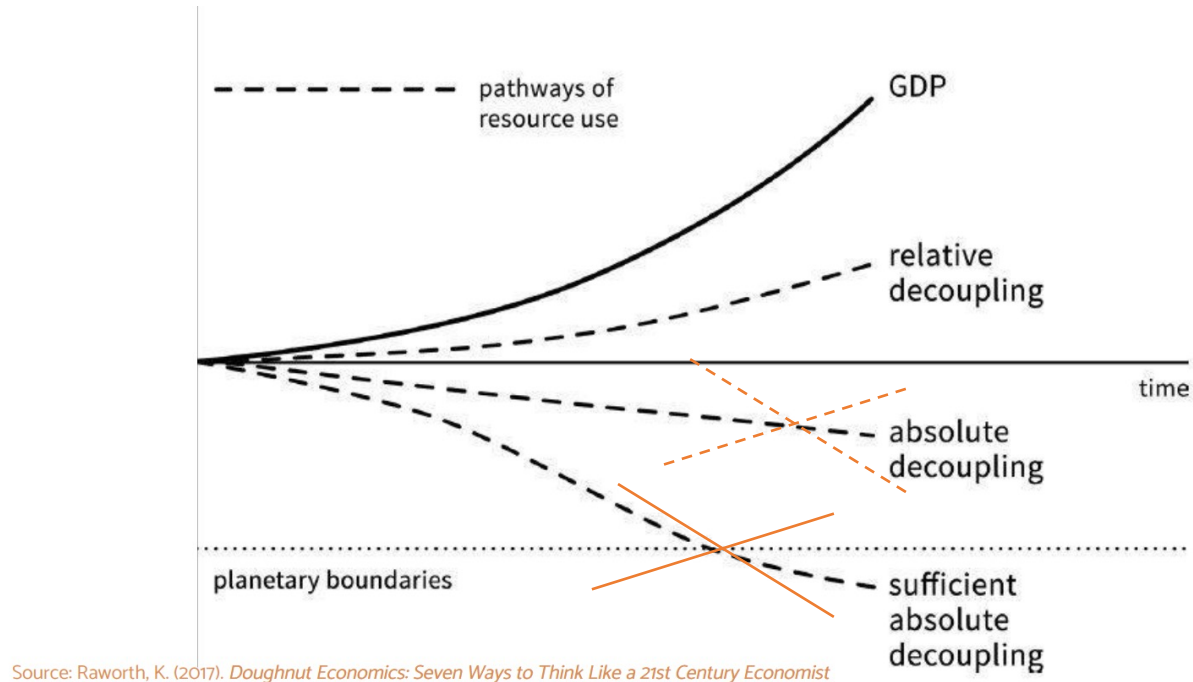 pathways of
resource use
GDP
relative
decoupling
time
absolute
decoupling
planetary boundaries
sufficient
absolute
decoupling
Source: Raworth, K. (2017). Doughnut Economics: Seven Ways to Think Like a 21st Century Economist